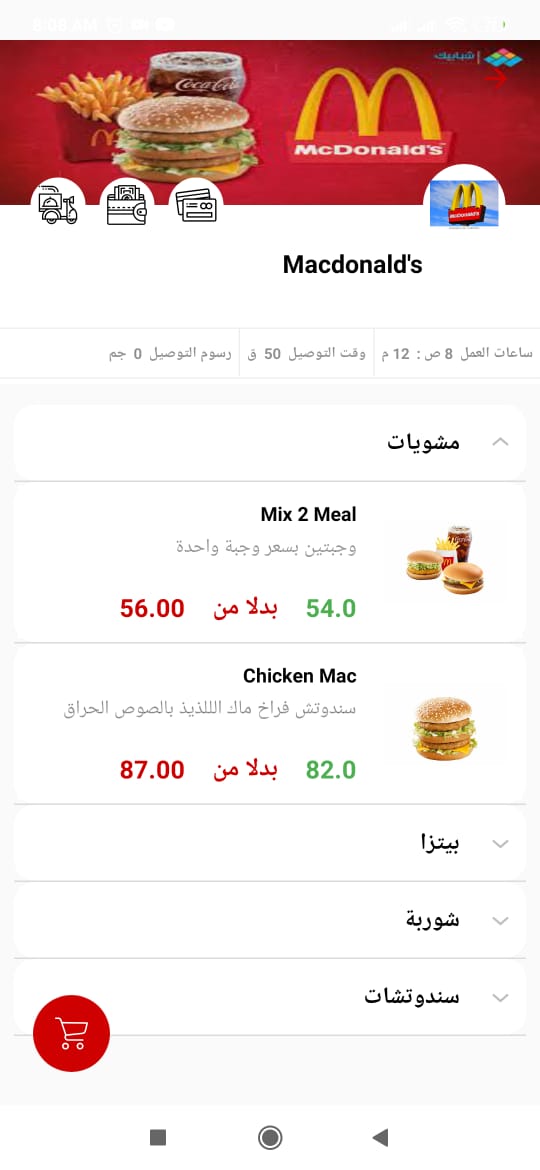 8:08 AM
شبابيك
Coca-Cola
McDonald's
McDonald's
Macdonald's
ساعات العمل 8 ص : 12 م
وقت التوصيل 50 ق
رسوم التوصيل 0 جم
مشويات
Mix 2 Meal
وجبتين بسعر وجبة واحدة
54.0 بدلا من 56.00
Chicken Mac
سندوتش فراخ ماك اللذيذ بالصوص الحراق
82.0 بدلا من 87.00
بيتزا
شوربة
سندوتشات